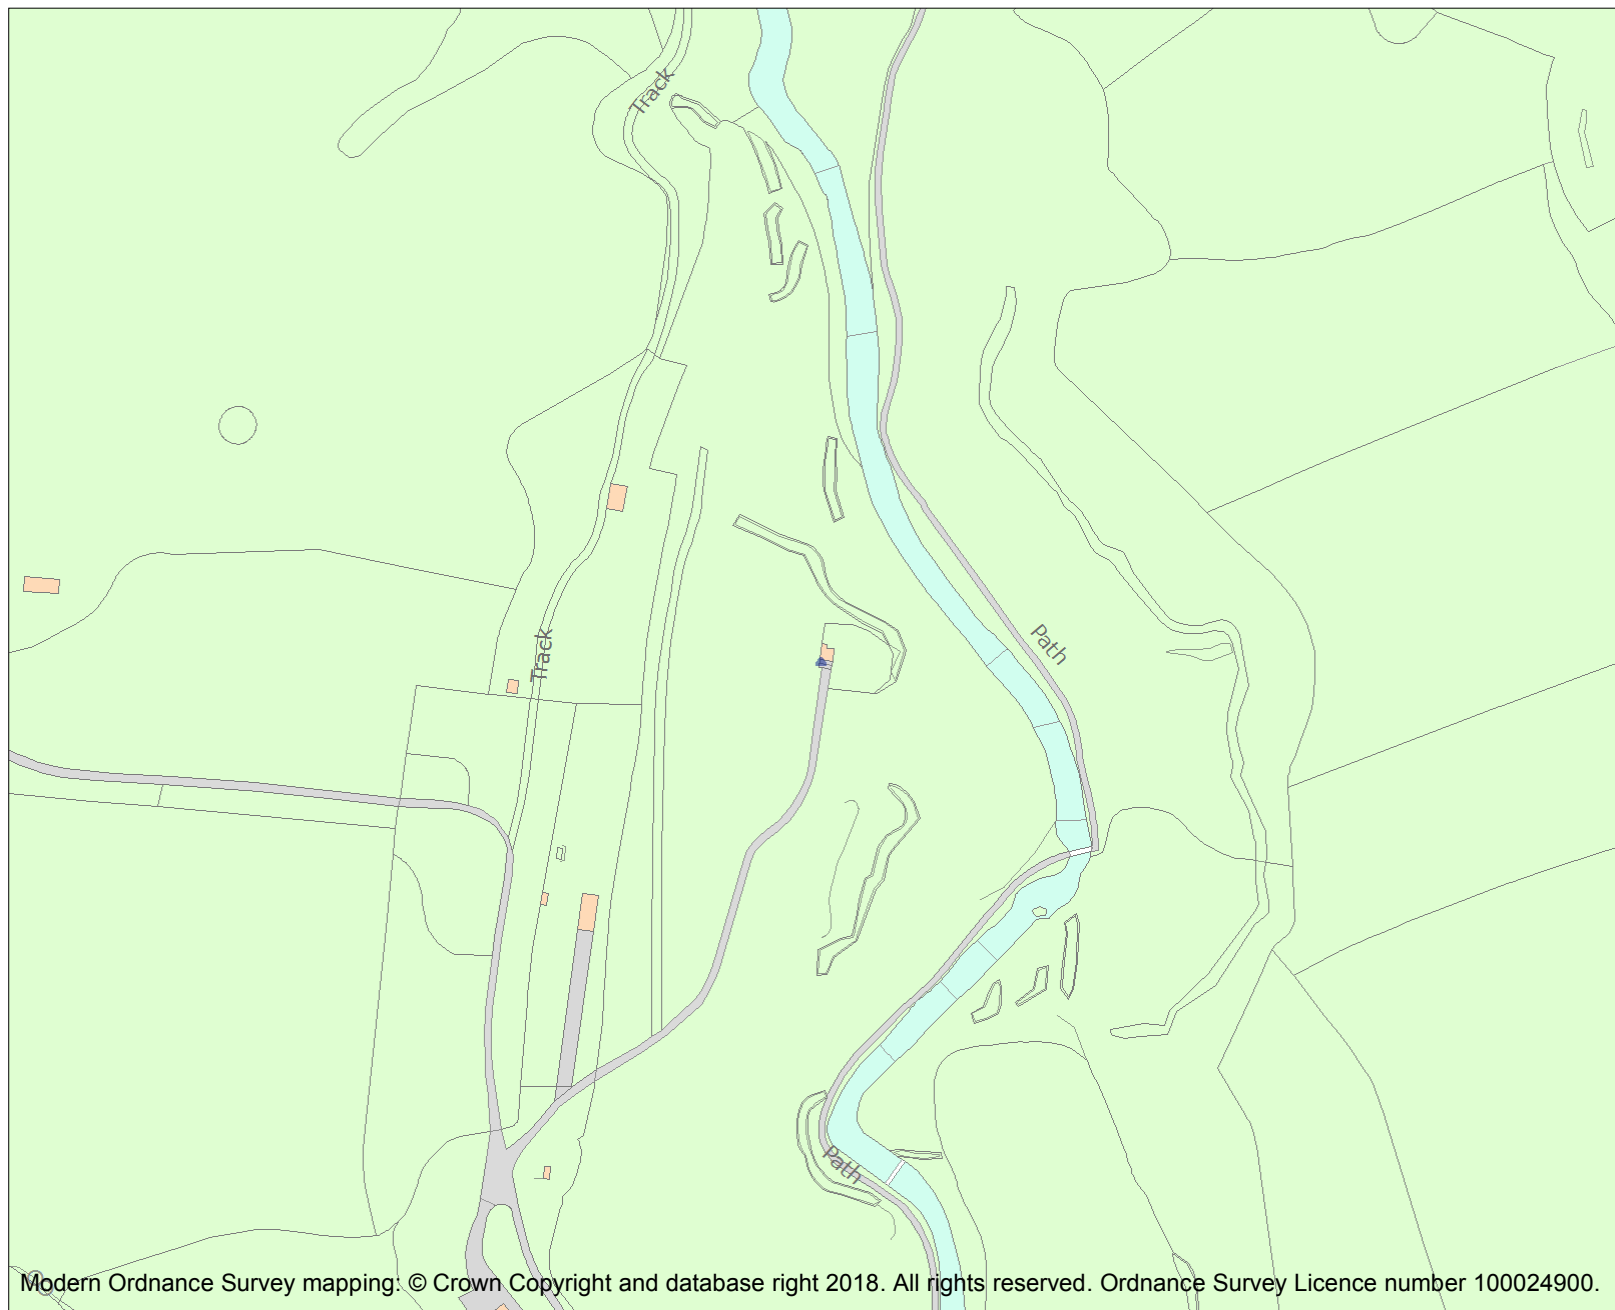 Track
Track
Path
Path
Modern Ordnance Survey mapping: © Crown Copyright and database right 2018. All rights reserved. Ordnance Survey Licence number 100024900.